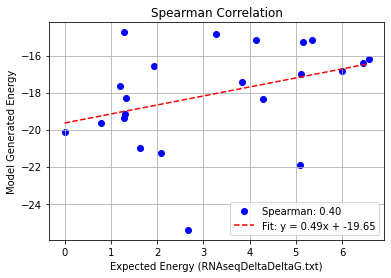 Spearman Correlation
Model Generated Energy
−16
−18
−20
−22
−24
Spearman: 0.40
Fit: y = 0.49x + -19.65
0 1 2 3 4 5 6
Expected Energy (RNAseqDeltaDeltaG.txt)